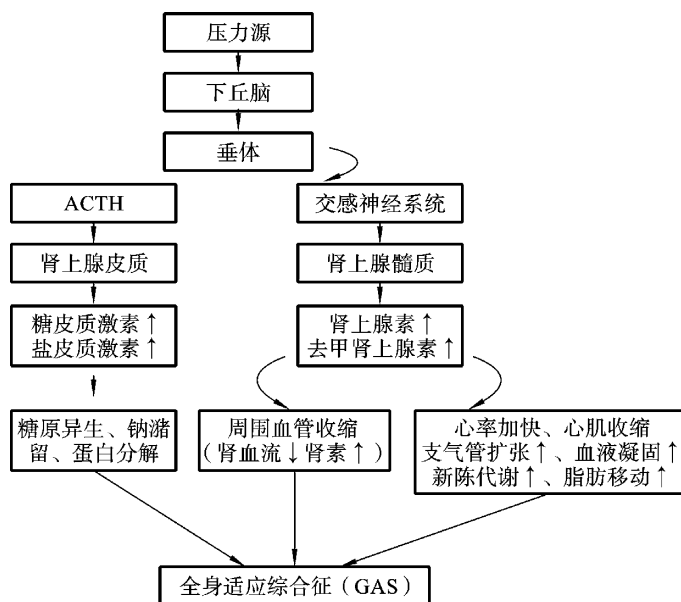 压力源
下丘脑
垂体
ACTH
交感神经系统
肾上腺皮质
肾上腺髓质
糖皮质激素↑
盐皮质激素↑
肾上腺素↑
去甲肾上腺素↑
糖原异生、钠潴
留、蛋白分解
周围血管收缩
（肾血流↓肾素↑）
心率加快、心肌收缩
支气管扩张↑、血液凝固↑
新陈代谢↑、脂肪移动↑
全身适应综合征（GAS）